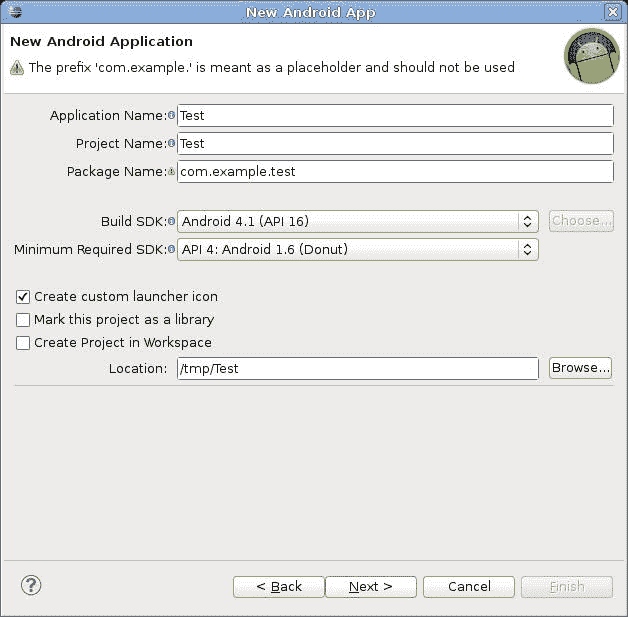 New Android App
New Android Application
The prefix 'com.example.' is meant as a placeholder and should not be used
Application Name: Test
Project Name: Test
Package Name: com.example.test
Build SDK: Android 4.1 (API 16) Choose...
Minimum Required SDK: API 4: Android 1.6 (Donut)
Create custom launcher icon
Mark this project as a library
Create Project in Workspace
Location: /tmp/Test Browse...
? < Back Next > Cancel Finish